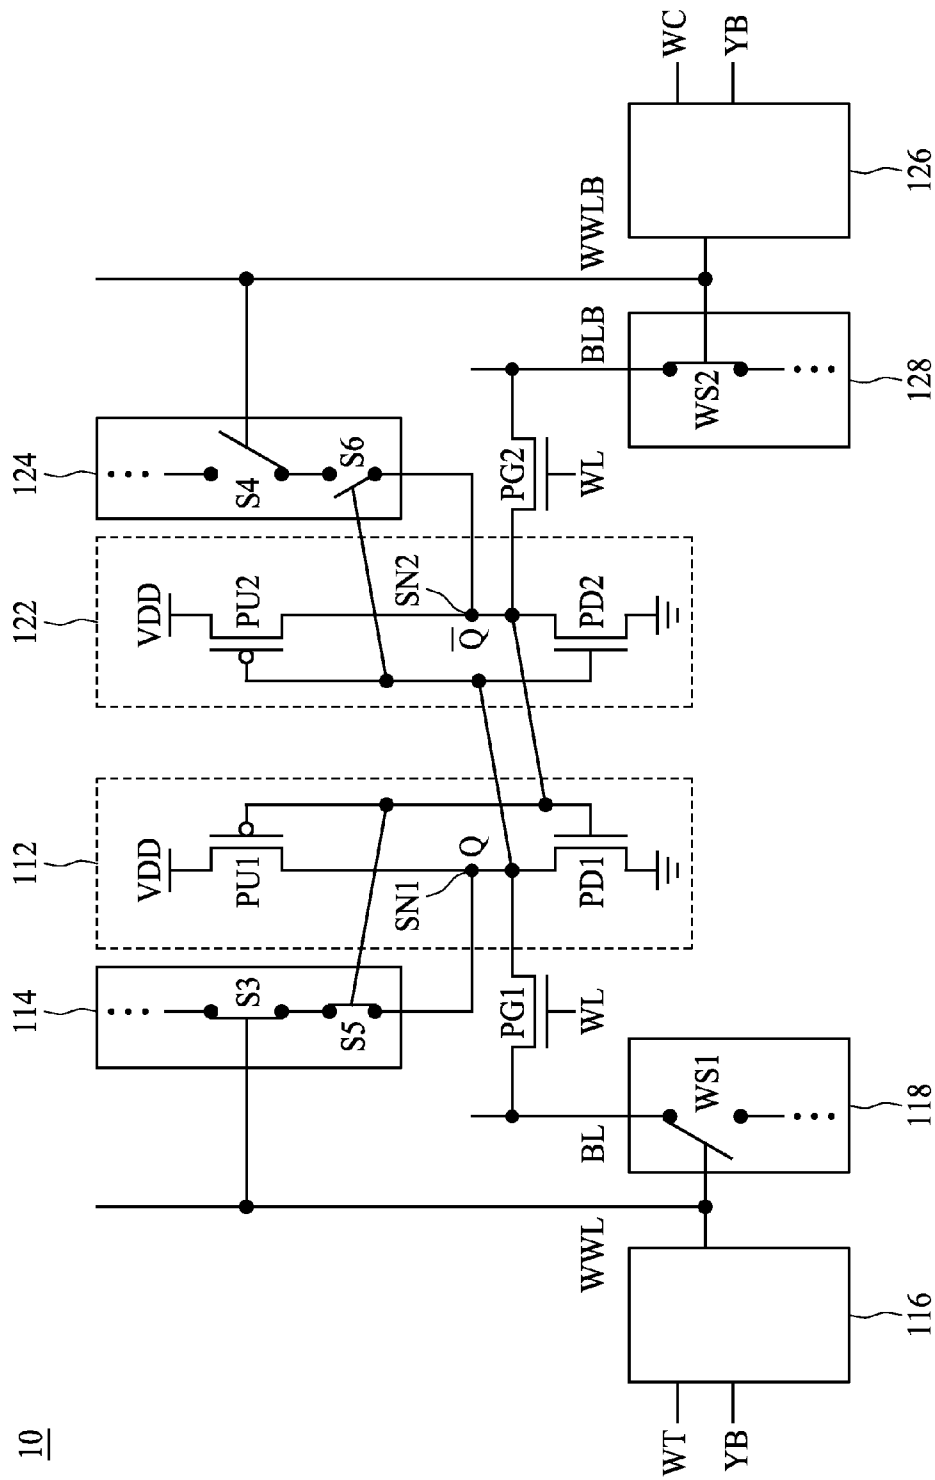 10
114
112
122
124
VDD
VDD
S3
PU1
PU2
S4
S5
S6
SN1
Q
SN2
Q̅
PG1
PG2
WL
PD1
PD2
WL
WWL
BL
BLB
WWLB
WT
YB
WS1
WS2
WC
YB
116
118
128
126